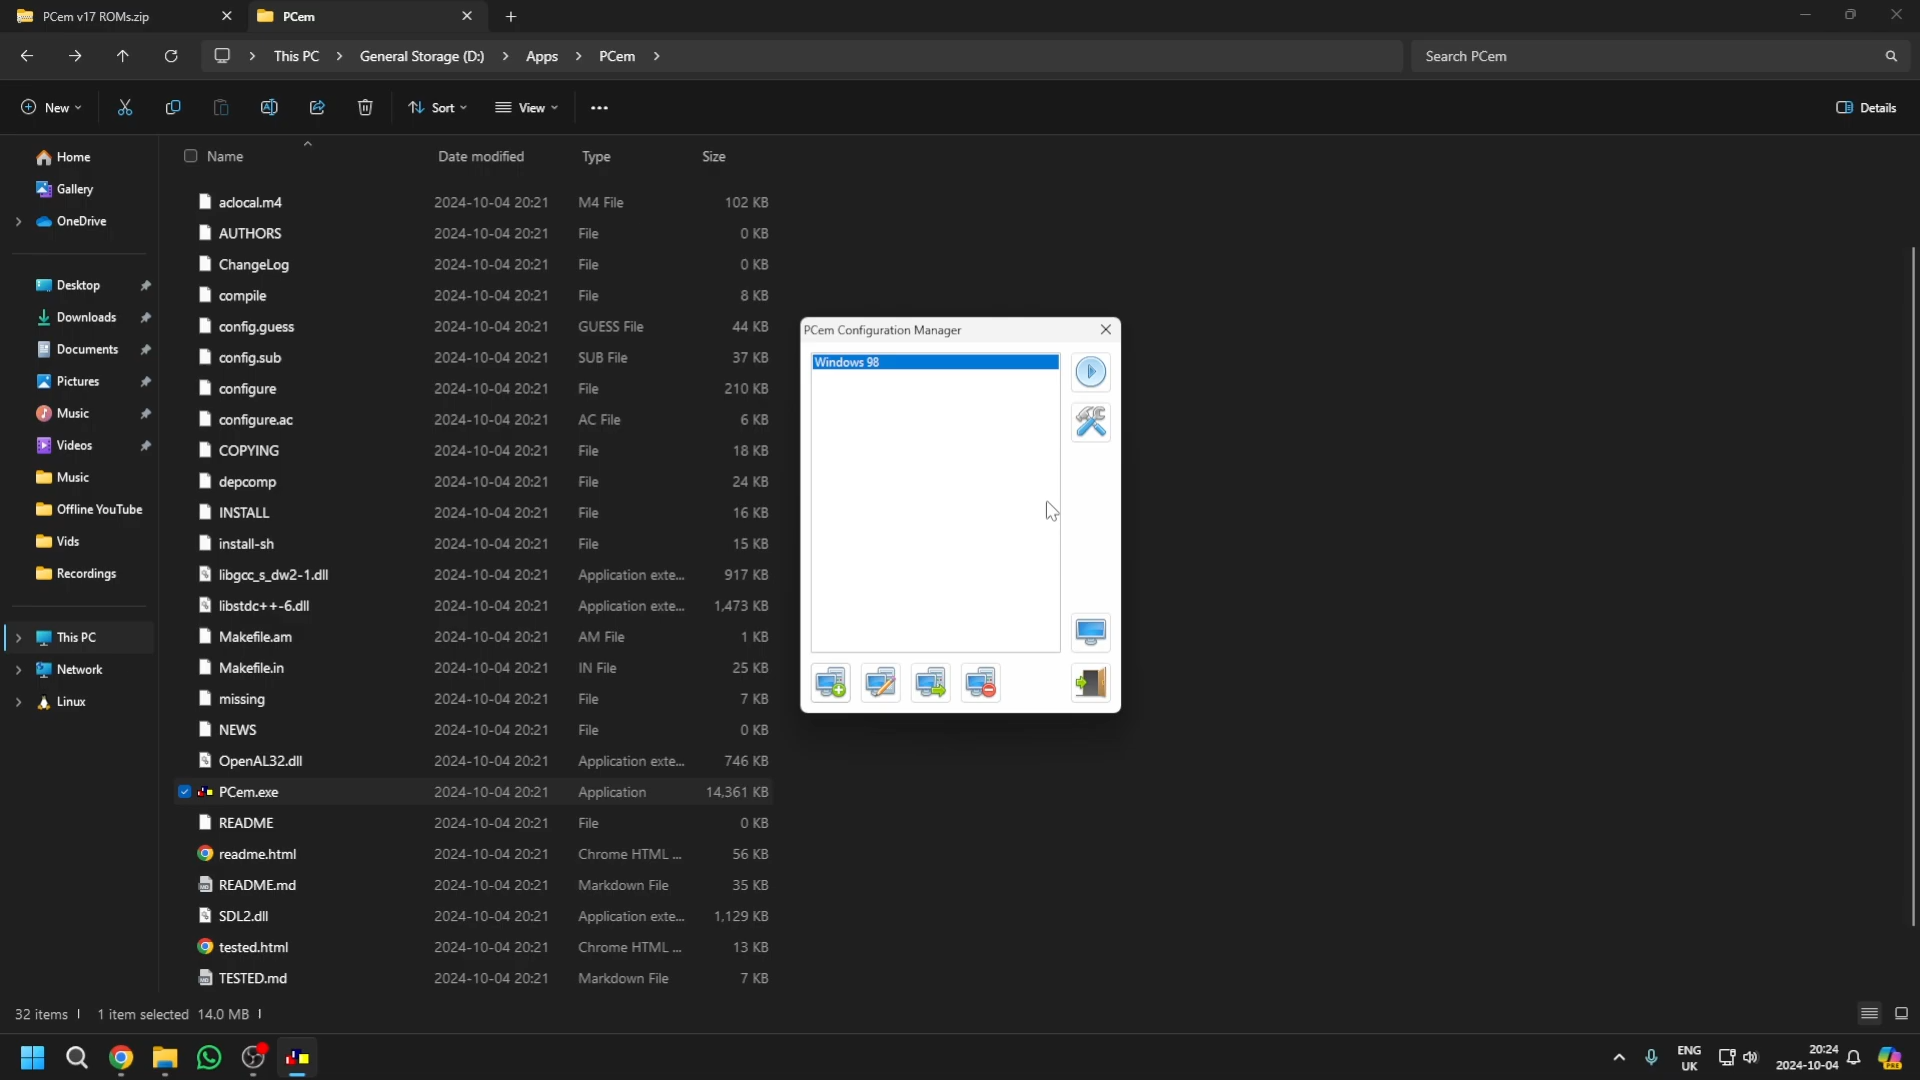 PCem v17 ROMs.zip
PCem
This PC > General Storage (D:) > Apps > PCem >
Search PCem
New
Sort
View
Details
Name Date modified Type Size
Home
Gallery
OneDrive
Desktop
Downloads
Documents
Pictures
Music
Videos
Music
Offline YouTube
Vids
Recordings
This PC
Network
Linux
aclocal.m4 2024-10-04 20:21 M4 File 102 KB
AUTHORS 2024-10-04 20:21 File 0 KB
ChangeLog 2024-10-04 20:21 File 0 KB
compile 2024-10-04 20:21 File 8 KB
config.guess 2024-10-04 20:21 GUESS File 44 KB
config.sub 2024-10-04 20:21 SUB File 37 KB
configure 2024-10-04 20:21 File 210 KB
configure.ac 2024-10-04 20:21 AC File 6 KB
COPYING 2024-10-04 20:21 File 18 KB
depcomp 2024-10-04 20:21 File 24 KB
INSTALL 2024-10-04 20:21 File 16 KB
install-sh 2024-10-04 20:21 File 15 KB
libgcc_s_dw2-1.dll 2024-10-04 20:21 Application exte... 917 KB
libstdc++-6.dll 2024-10-04 20:21 Application exte... 1,473 KB
Makefile.am 2024-10-04 20:21 AM File 1 KB
Makefile.in 2024-10-04 20:21 IN File 25 KB
missing 2024-10-04 20:21 File 7 KB
NEWS 2024-10-04 20:21 File 0 KB
OpenAL32.dll 2024-10-04 20:21 Application exte... 746 KB
PCem.exe 2024-10-04 20:21 Application 14,361 KB
README 2024-10-04 20:21 File 0 KB
readme.html 2024-10-04 20:21 Chrome HTML ... 56 KB
README.md 2024-10-04 20:21 Markdown File 35 KB
SDL2.dll 2024-10-04 20:21 Application exte... 1,129 KB
tested.html 2024-10-04 20:21 Chrome HTML ... 13 KB
TESTED.md 2024-10-04 20:21 Markdown File 7 KB
PCem Configuration Manager
Windows 98
32 items 1 item selected 14.0 MB
ENG
UK
20:24
2024-10-04
PRE